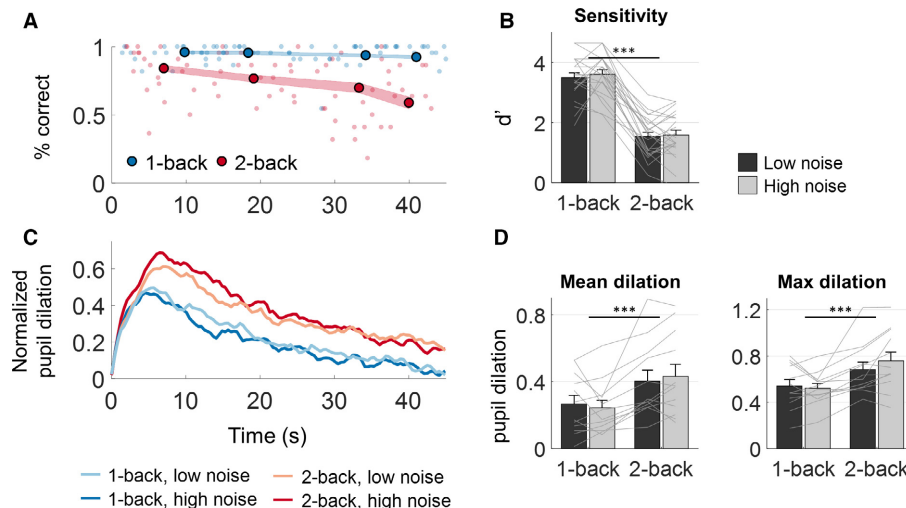 A
% correct
1
0.5
0
0
10
20
30
40
1-back
2-back
B
Sensitivity
***
d'
4
2
0
1-back
2-back
Low noise
High noise
C
Normalized
pupil dilation
0.6
0.4
0.2
0
0
10
20
30
40
Time (s)
1-back, low noise
1-back, high noise
2-back, low noise
2-back, high noise
D
Mean dilation
***
pupil dilation
0.8
0.4
0
1-back
2-back
Max dilation
***
1.2
0.8
0.4
0
1-back
2-back